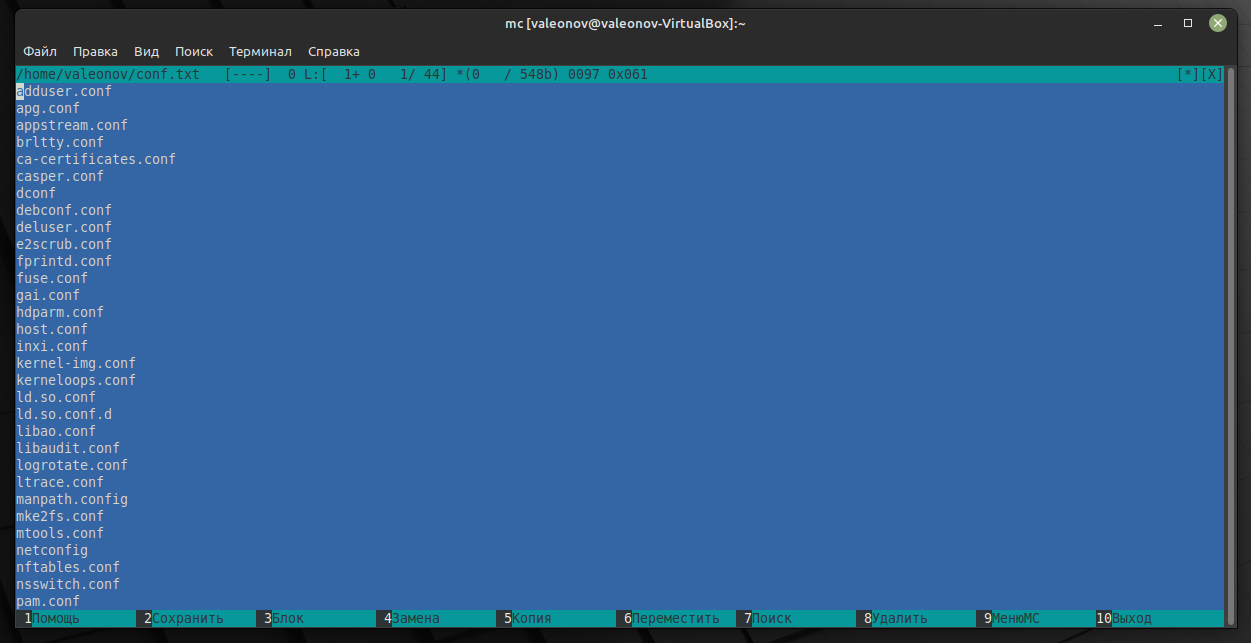 mc [valeonov@valeonov-VirtualBox]:~
Файл Правка Вид Поиск Терминал Справка
/home/valeonov/conf.txt [----] 0 L:[ 1+ 0 1/ 44] *(0 / 548b) 0097 0x061 [*][X]
adduser.conf
apg.conf
appstream.conf
brltty.conf
ca-certificates.conf
casper.conf
dconf
debconf.conf
deluser.conf
e2scrub.conf
fprintd.conf
fuse.conf
gai.conf
hdparm.conf
host.conf
inxi.conf
kernel-img.conf
kerneloops.conf
ld.so.conf
ld.so.conf.d
libao.conf
libaudit.conf
logrotate.conf
ltrace.conf
manpath.config
mke2fs.conf
mtools.conf
netconfig
nftables.conf
nsswitch.conf
pam.conf
1Помощь 2Сохранить 3Блок 4Замена 5Копия 6Переместить 7Поиск 8Удалить 9МенюMC 10Выход